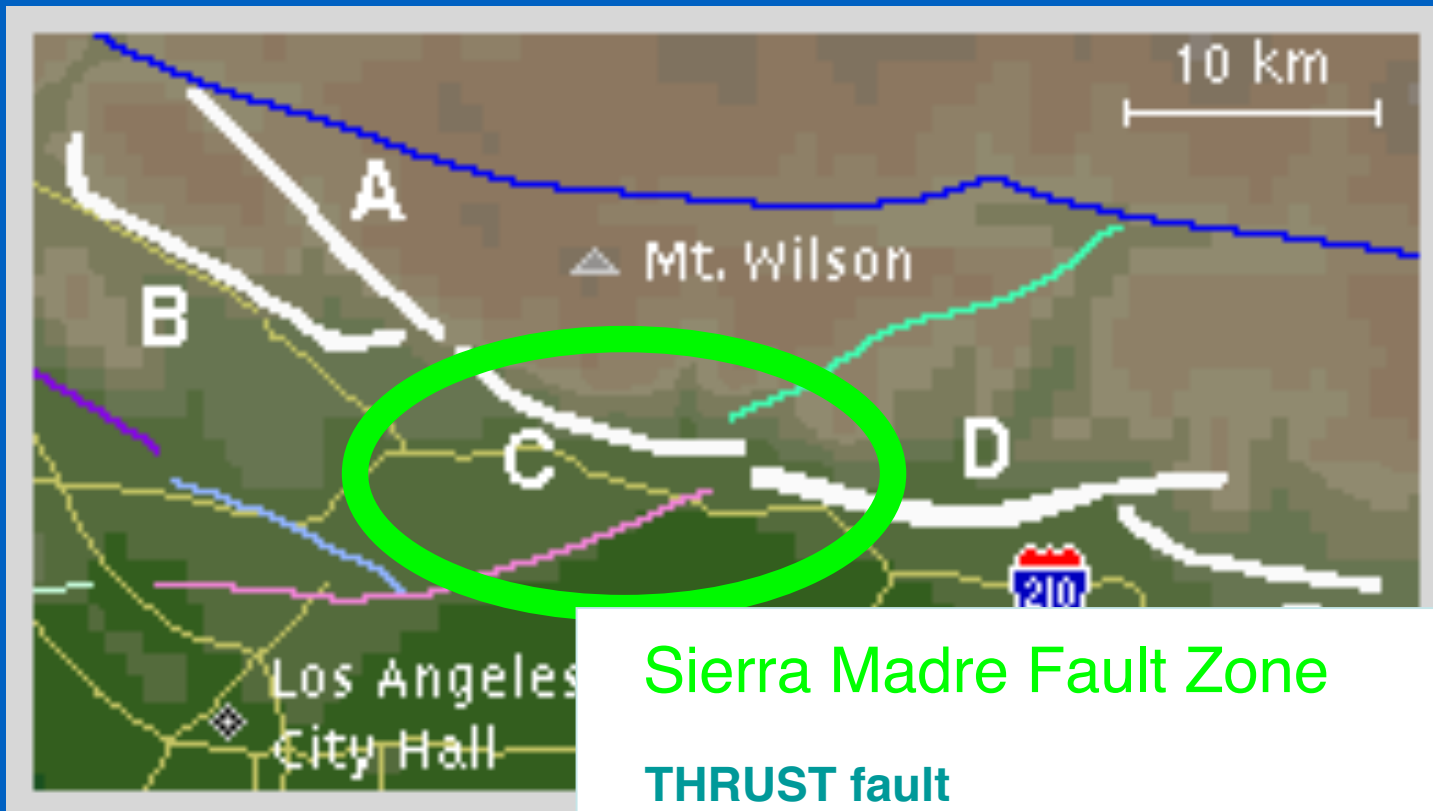 10 km
A
Mt. Wilson
B
C
D
210
Los Angeles
City Hall
Sierra Madre Fault Zone
THRUST fault